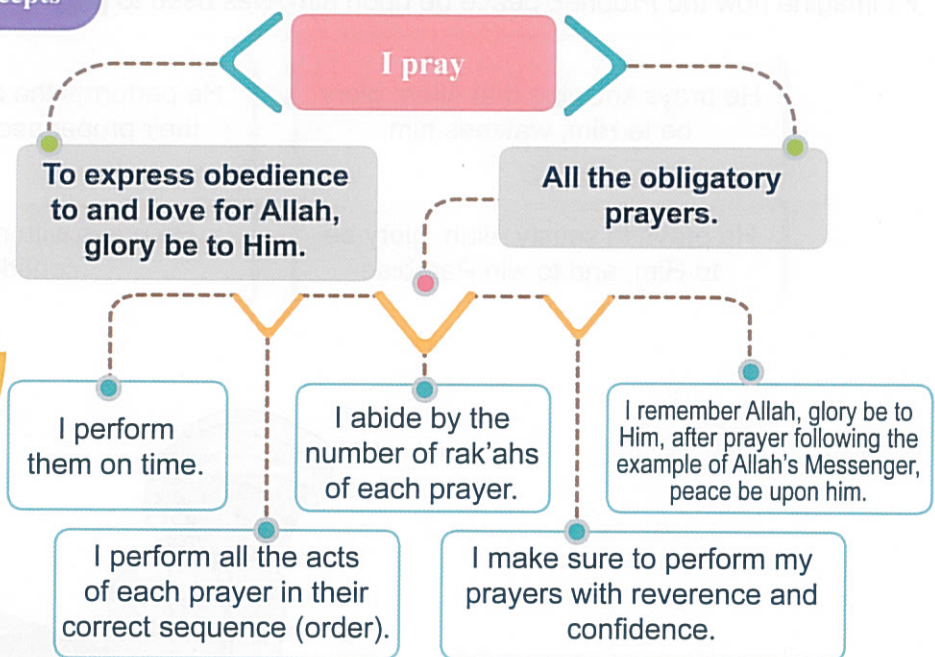 I pray
To express obedience
to and love for Allah,
glory be to Him.
All the obligatory
prayers.
I perform
them on time.
I abide by the
number of rak'ahs
of each prayer.
I remember Allah, glory be to
Him, after prayer following the
example of Allah's Messenger,
peace be upon him.
I perform all the acts
of each prayer in their
correct sequence (order).
I make sure to perform my
prayers with reverence and
confidence.